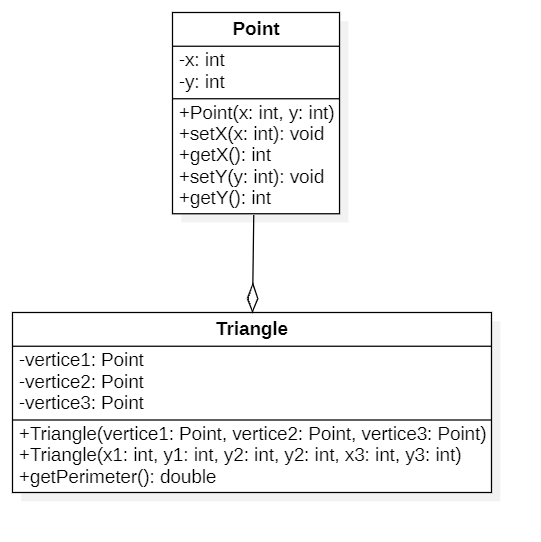 Point
-x: int
-y: int
+Point(x: int, y: int)
+setX(x: int): void
+getX(): int
+setY(y: int): void
+getY(): int
Triangle
-vertice1: Point
-vertice2: Point
-vertice3: Point
+Triangle(vertice1: Point, vertice2: Point, vertice3: Point)
+Triangle(x1: int, y1: int, y2: int, y2: int, x3: int, y3: int)
+getPerimeter(): double